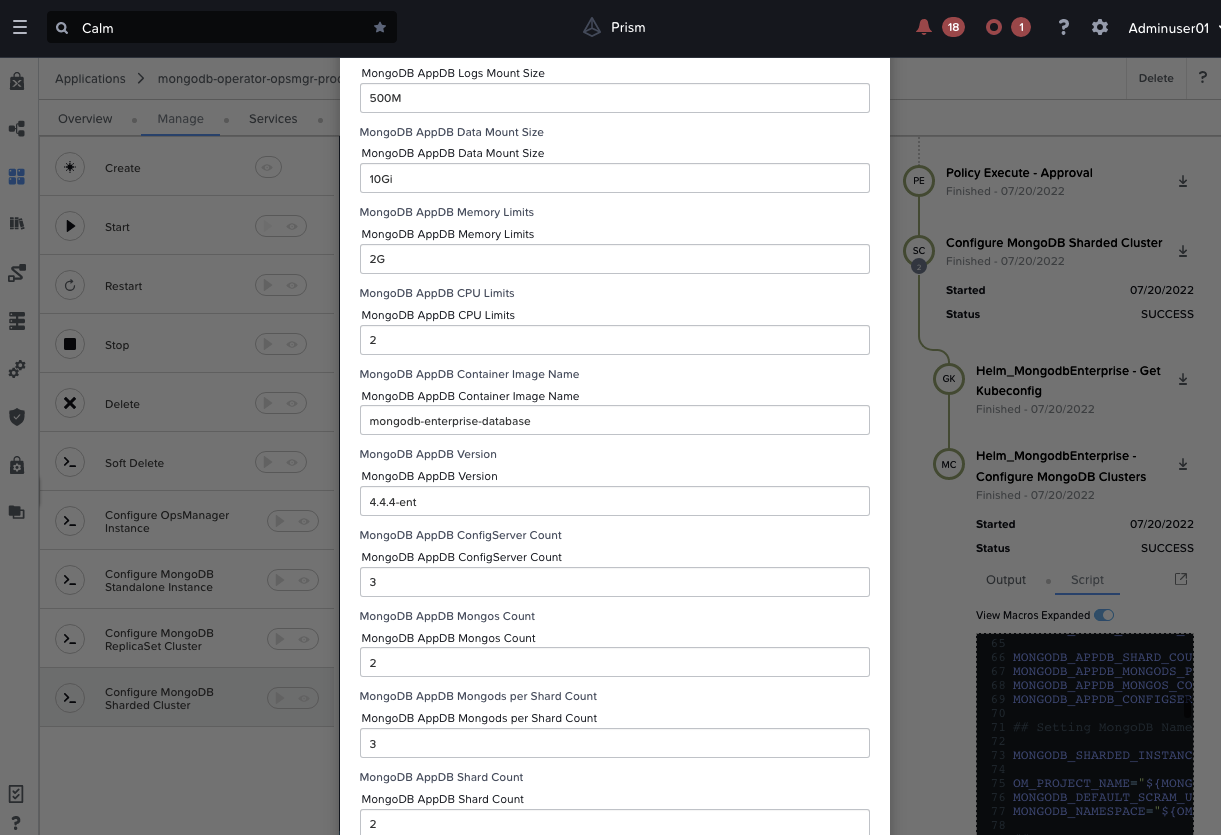 Calm
Prism
18
1
?
Adminuser01
Applications
mongodb-operator-opsmgr-pro
Delete
?
Overview
Manage
Services
Create
Start
Restart
Stop
Delete
Soft Delete
Configure OpsManager
Instance
Configure MongoDB
Standalone Instance
Configure MongoDB
ReplicaSet Cluster
Configure MongoDB
Sharded Cluster
?
MongoDB AppDB Logs Mount Size
500M
MongoDB AppDB Data Mount Size
MongoDB AppDB Data Mount Size
10Gi
MongoDB AppDB Memory Limits
MongoDB AppDB Memory Limits
2G
MongoDB AppDB CPU Limits
MongoDB AppDB CPU Limits
2
MongoDB AppDB Container Image Name
MongoDB AppDB Container Image Name
mongodb-enterprise-database
MongoDB AppDB Version
MongoDB AppDB Version
4.4.4-ent
MongoDB AppDB ConfigServer Count
MongoDB AppDB ConfigServer Count
3
MongoDB AppDB Mongos Count
MongoDB AppDB Mongos Count
2
MongoDB AppDB Mongods per Shard Count
MongoDB AppDB Mongods per Shard Count
3
MongoDB AppDB Shard Count
MongoDB AppDB Shard Count
2
PE
Policy Execute - Approval
Finished - 07/20/2022
SC
2
Configure MongoDB Sharded Cluster
Finished - 07/20/2022
Started 07/20/2022
Status SUCCESS
GK
Helm_MongodbEnterprise - Get
Kubeconfig
Finished - 07/20/2022
MC
Helm_MongodbEnterprise -
Configure MongoDB Clusters
Finished - 07/20/2022
Started 07/20/2022
Status SUCCESS
Output
Script
View Macros Expanded
65
66 MONGODB_APPDB_SHARD_COU
67 MONGODB_APPDB_MONGODS_P
68 MONGODB_APPDB_MONGOS_CO
69 MONGODB_APPDB_CONFIGSER
70
71 ## Setting MongoDB Name
72
73 MONGODB_SHARDED_INSTANC
74
75 OM_PROJECT_NAME="${MONG
76 MONGODB_DEFAULT_SCRAM_U
77 MONGODB_NAMESPACE="${OM
78